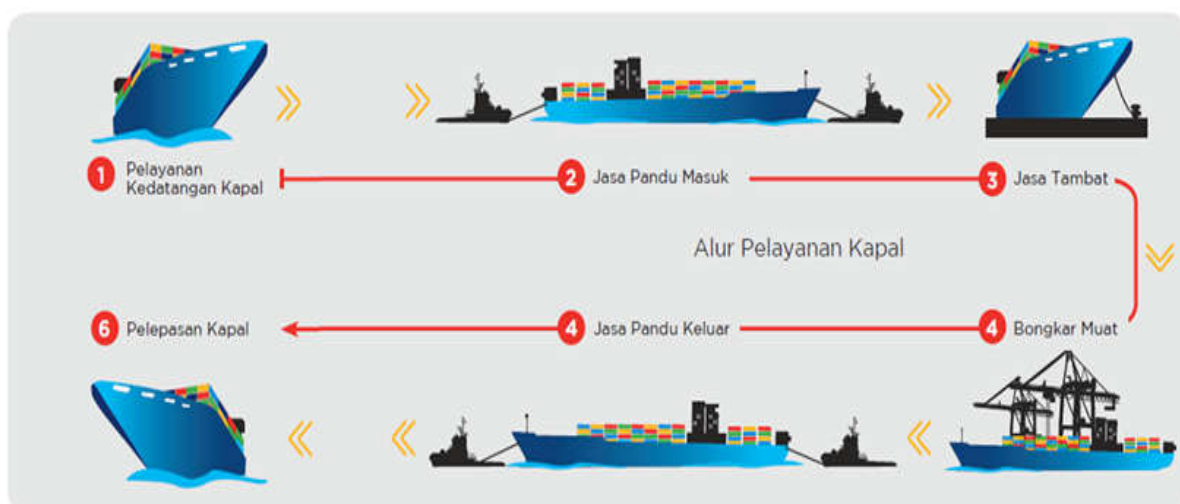 1 Pelayanan
Kedatangan Kapal
2 Jasa Pandu Masuk
3 Jasa Tambat
Alur Pelayanan Kapal
6 Pelepasan Kapal
4 Jasa Pandu Keluar
4 Bongkar Muat